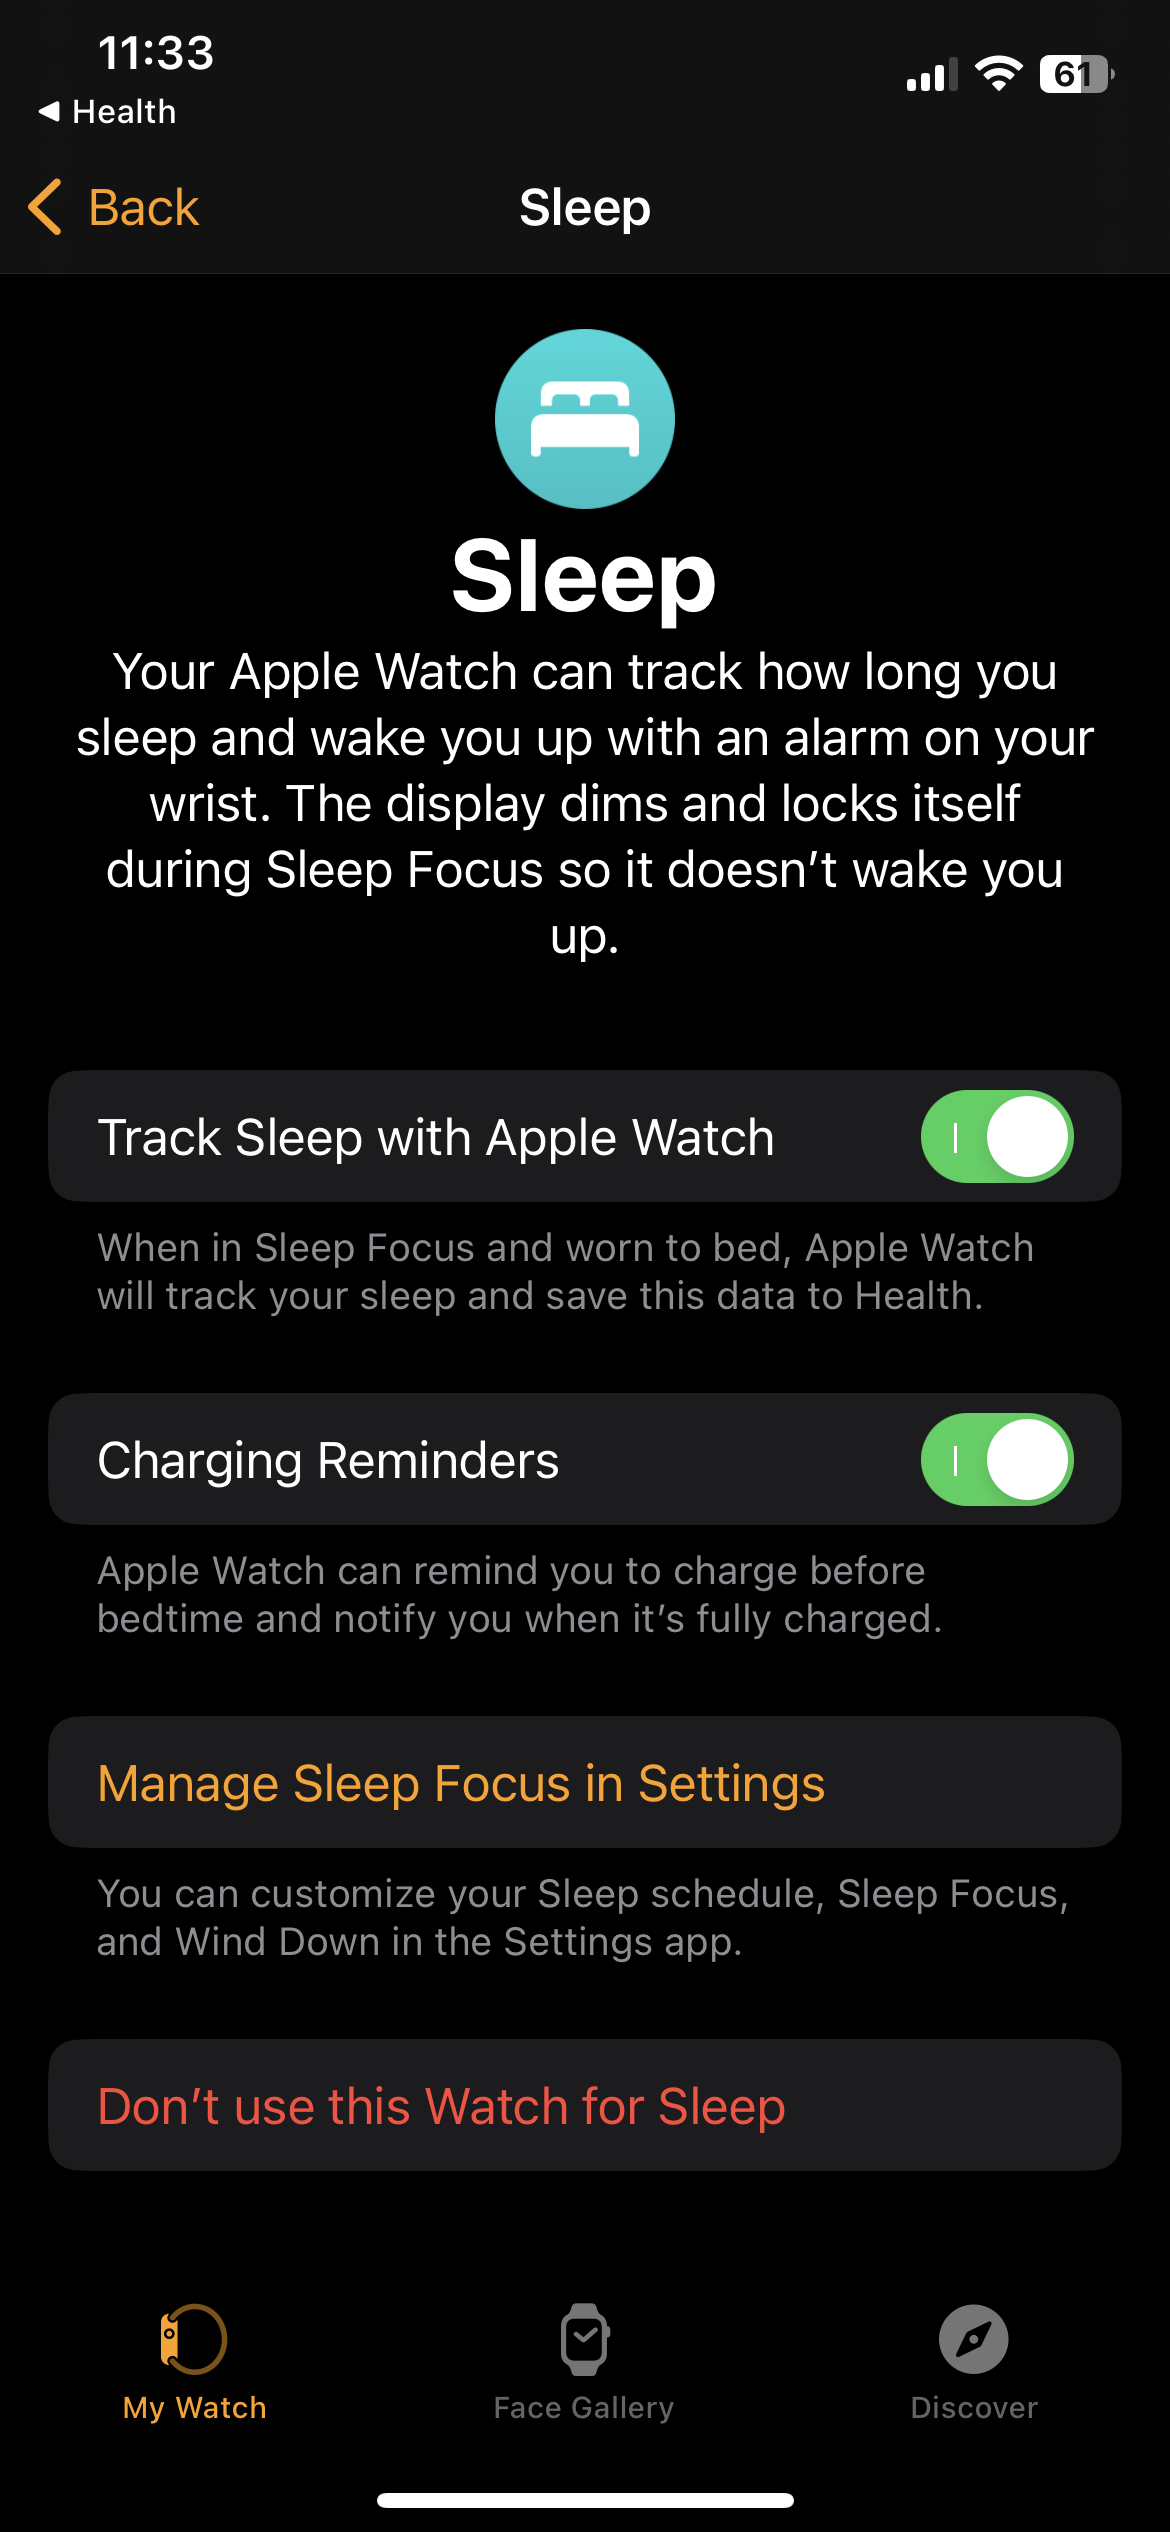 11:33
61
Health
Back
Sleep
Sleep
Your Apple Watch can track how long you
sleep and wake you up with an alarm on your
wrist. The display dims and locks itself
during Sleep Focus so it doesn’t wake you
up.
Track Sleep with Apple Watch
When in Sleep Focus and worn to bed, Apple Watch
will track your sleep and save this data to Health.
Charging Reminders
Apple Watch can remind you to charge before
bedtime and notify you when it’s fully charged.
Manage Sleep Focus in Settings
You can customize your Sleep schedule, Sleep Focus,
and Wind Down in the Settings app.
Don’t use this Watch for Sleep
My Watch
Face Gallery
Discover